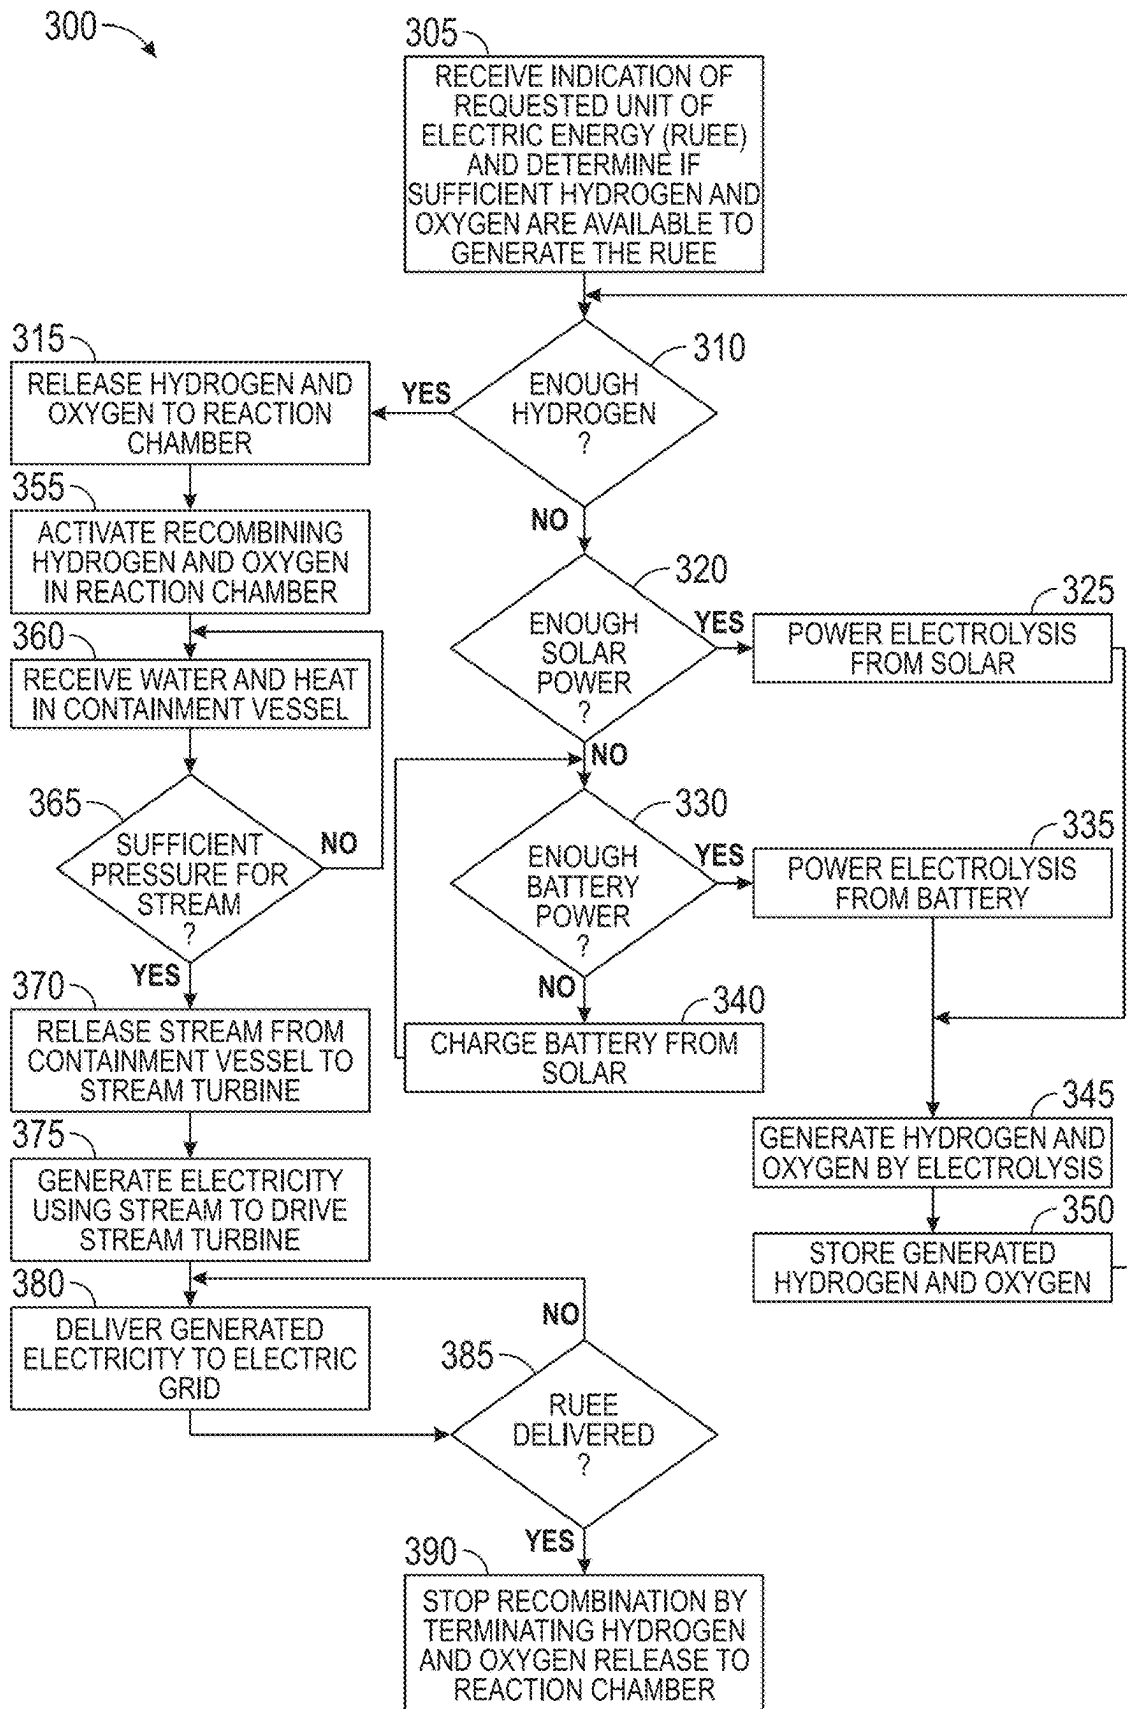 300
305
RECEIVE INDICATION OF
REQUESTED UNIT OF
ELECTRIC ENERGY (RUEE)
AND DETERMINE IF
SUFFICIENT HYDROGEN AND
OXYGEN ARE AVAILABLE TO
GENERATE THE RUEE
310
ENOUGH
HYDROGEN
?
YES
NO
315
RELEASE HYDROGEN AND
OXYGEN TO REACTION
CHAMBER
355
ACTIVATE RECOMBINING
HYDROGEN AND OXYGEN
IN REACTION CHAMBER
360
RECEIVE WATER AND HEAT
IN CONTAINMENT VESSEL
365
SUFFICIENT
PRESSURE FOR
STREAM
?
NO
YES
370
RELEASE STREAM FROM
CONTAINMENT VESSEL TO
STREAM TURBINE
375
GENERATE ELECTRICITY
USING STREAM TO DRIVE
STREAM TURBINE
380
DELIVER GENERATED
ELECTRICITY TO ELECTRIC
GRID
320
ENOUGH
SOLAR
POWER
?
YES
NO
325
POWER ELECTROLYSIS
FROM SOLAR
330
ENOUGH
BATTERY
POWER
?
YES
NO
335
POWER ELECTROLYSIS
FROM BATTERY
340
CHARGE BATTERY FROM
SOLAR
345
GENERATE HYDROGEN AND
OXYGEN BY ELECTROLYSIS
350
STORE GENERATED
HYDROGEN AND OXYGEN
385
RUEE
DELIVERED
?
NO
YES
390
STOP RECOMBINATION BY
TERMINATING HYDROGEN
AND OXYGEN RELEASE TO
REACTION CHAMBER